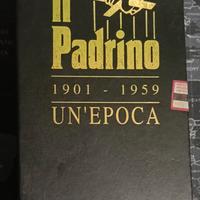 Il
Padrino
1901 - 1959
UN'EPOCA